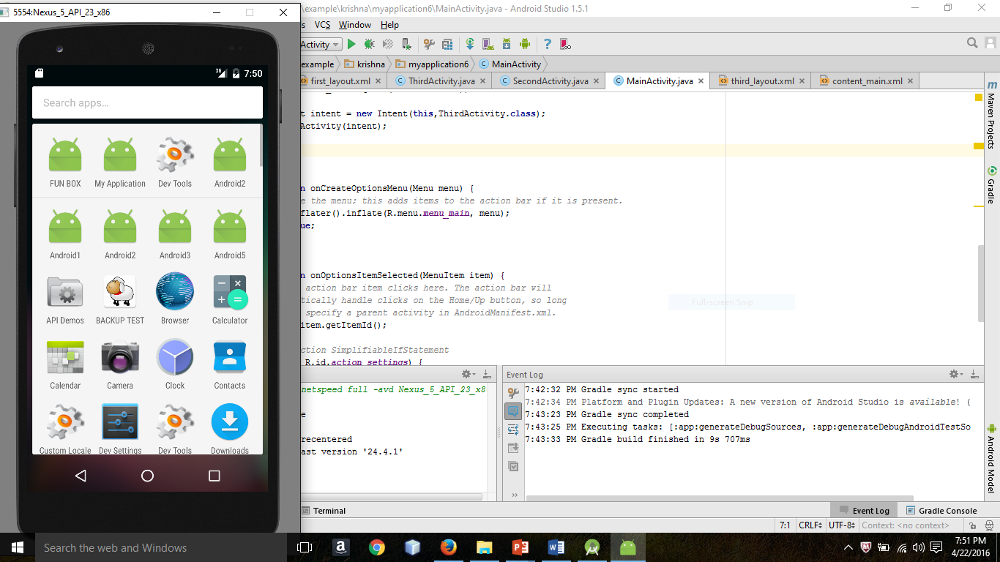 5554:Nexus_5_API_23_x86
3G 7:50
Search apps...
FUN BOX My Application Dev Tools Android2
Android1 Android2 Android3 Android5
API Demos BACKUP TEST Browser Calculator
Calendar Camera Clock Contacts
Custom Locale Dev Settings Dev Tools Downloads
\example\krishna\myapplication6\MainActivity.java - Android Studio 1.5.1
s VCS Window Help
Activity
example krishna myapplication6 MainActivity
first_layout.xml ThirdActivity.java SecondActivity.java MainActivity.java third_layout.xml content_main.xml
t intent = new Intent(this,ThirdActivity.class);
Activity(intent);
n onCreateOptionsMenu(Menu menu) {
e the menu; this adds items to the action bar if it is present.
flater().inflate(R.menu.menu_main, menu);
ue;
n onOptionsItemSelected(MenuItem item) {
action bar item clicks here. The action bar will
tically handle clicks on the Home/Up button, so long
specify a parent activity in AndroidManifest.xml.
item.getItemId();
ction SimplifiableIfStatement
R.id.action_settings) {
Full-screen Snip
Maven Projects
Gradle
Android Model
netspeed full -avd Nexus_5_API_23_x8
e
recentered
ast version '24.4.1'
Event Log
7:42:32 PM Gradle sync started
7:42:34 PM Platform and Plugin Updates: A new version of Android Studio is available! (
7:43:23 PM Gradle sync completed
7:43:25 PM Executing tasks: [:app:generateDebugSources, :app:generateDebugAndroidTestSo
7:43:33 PM Gradle build finished in 9s 707ms
Terminal Event Log Gradle Console
7:1 CRLF UTF-8 Context: <no context>
Search the web and Windows
7:51 PM
4/22/2016